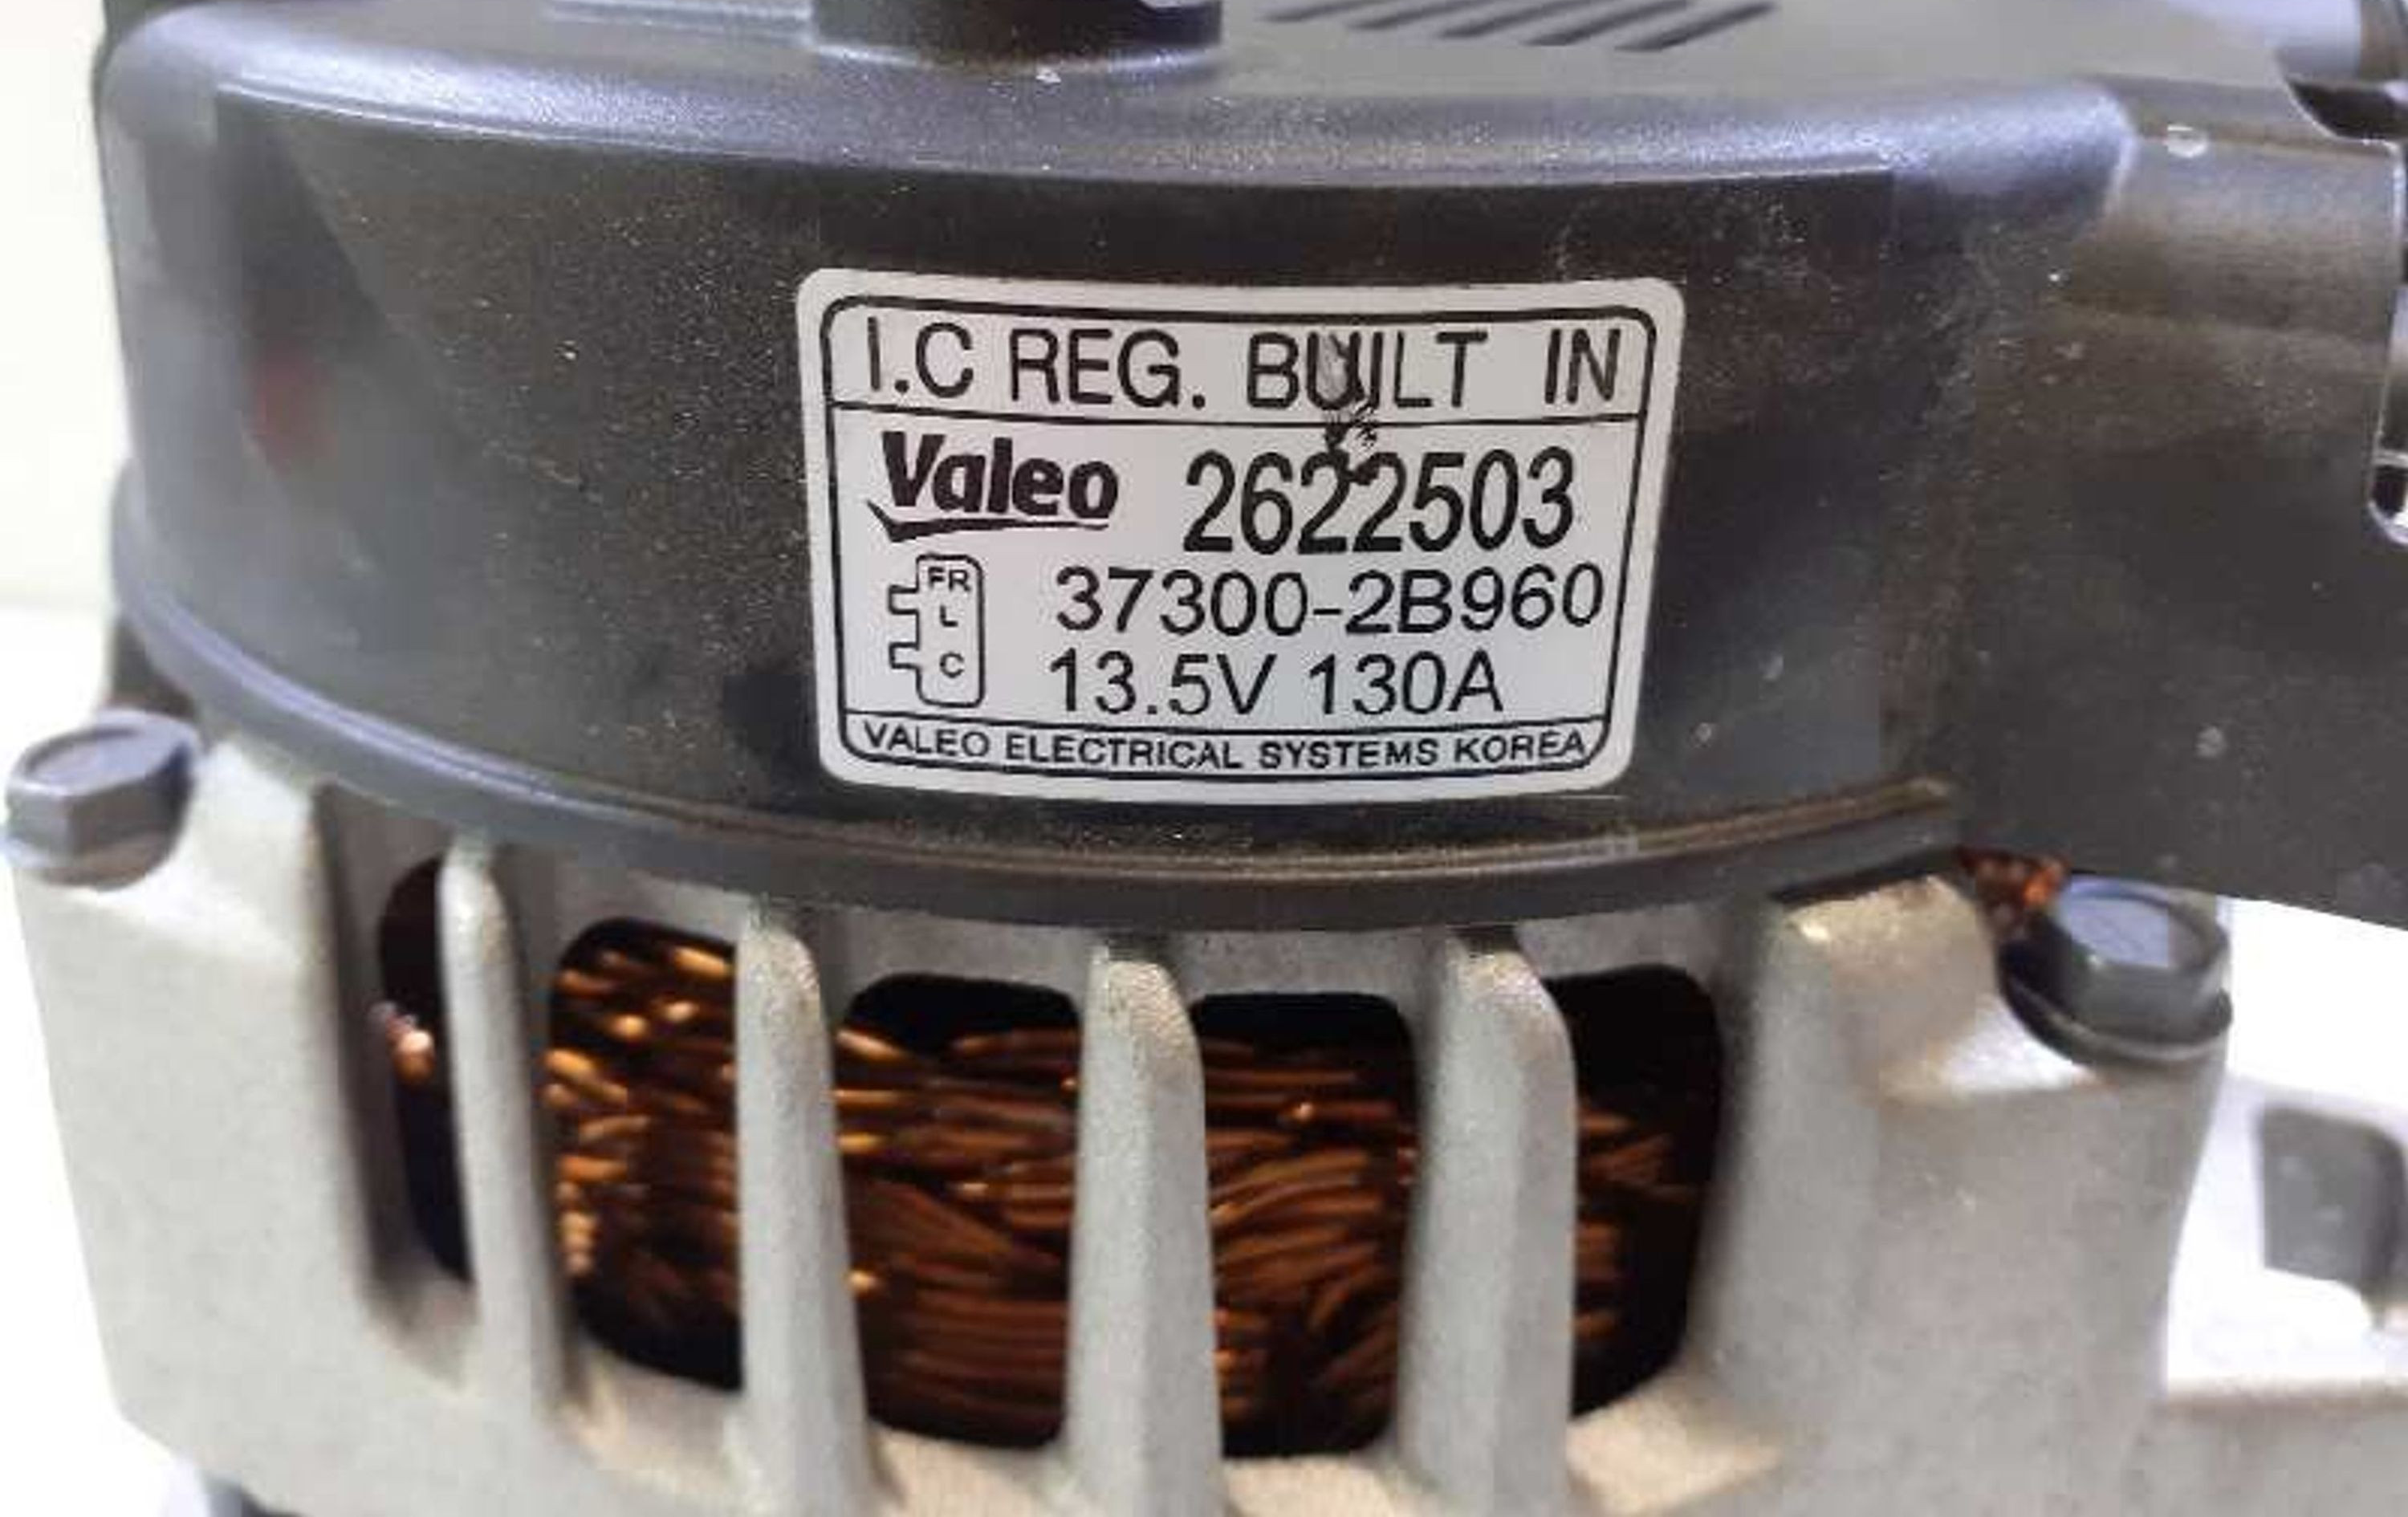 I.C REG. BUILT IN
Valeo 2622503
FR
L
C
37300-2B960
13.5V 130A
VALEO ELECTRICAL SYSTEMS KOREA